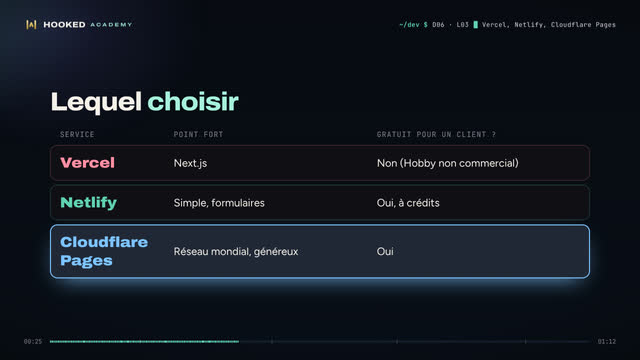 HOOKED ACADEMY
~/dev $ D06 · L03 Vercel, Netlify, Cloudflare Pages
Lequel choisir
SERVICE POINT FORT GRATUIT POUR UN CLIENT ?
Vercel Next.js Non (Hobby non commercial)
Netlify Simple, formulaires Oui, à crédits
Cloudflare
Pages Réseau mondial, généreux Oui
00:25 01:12